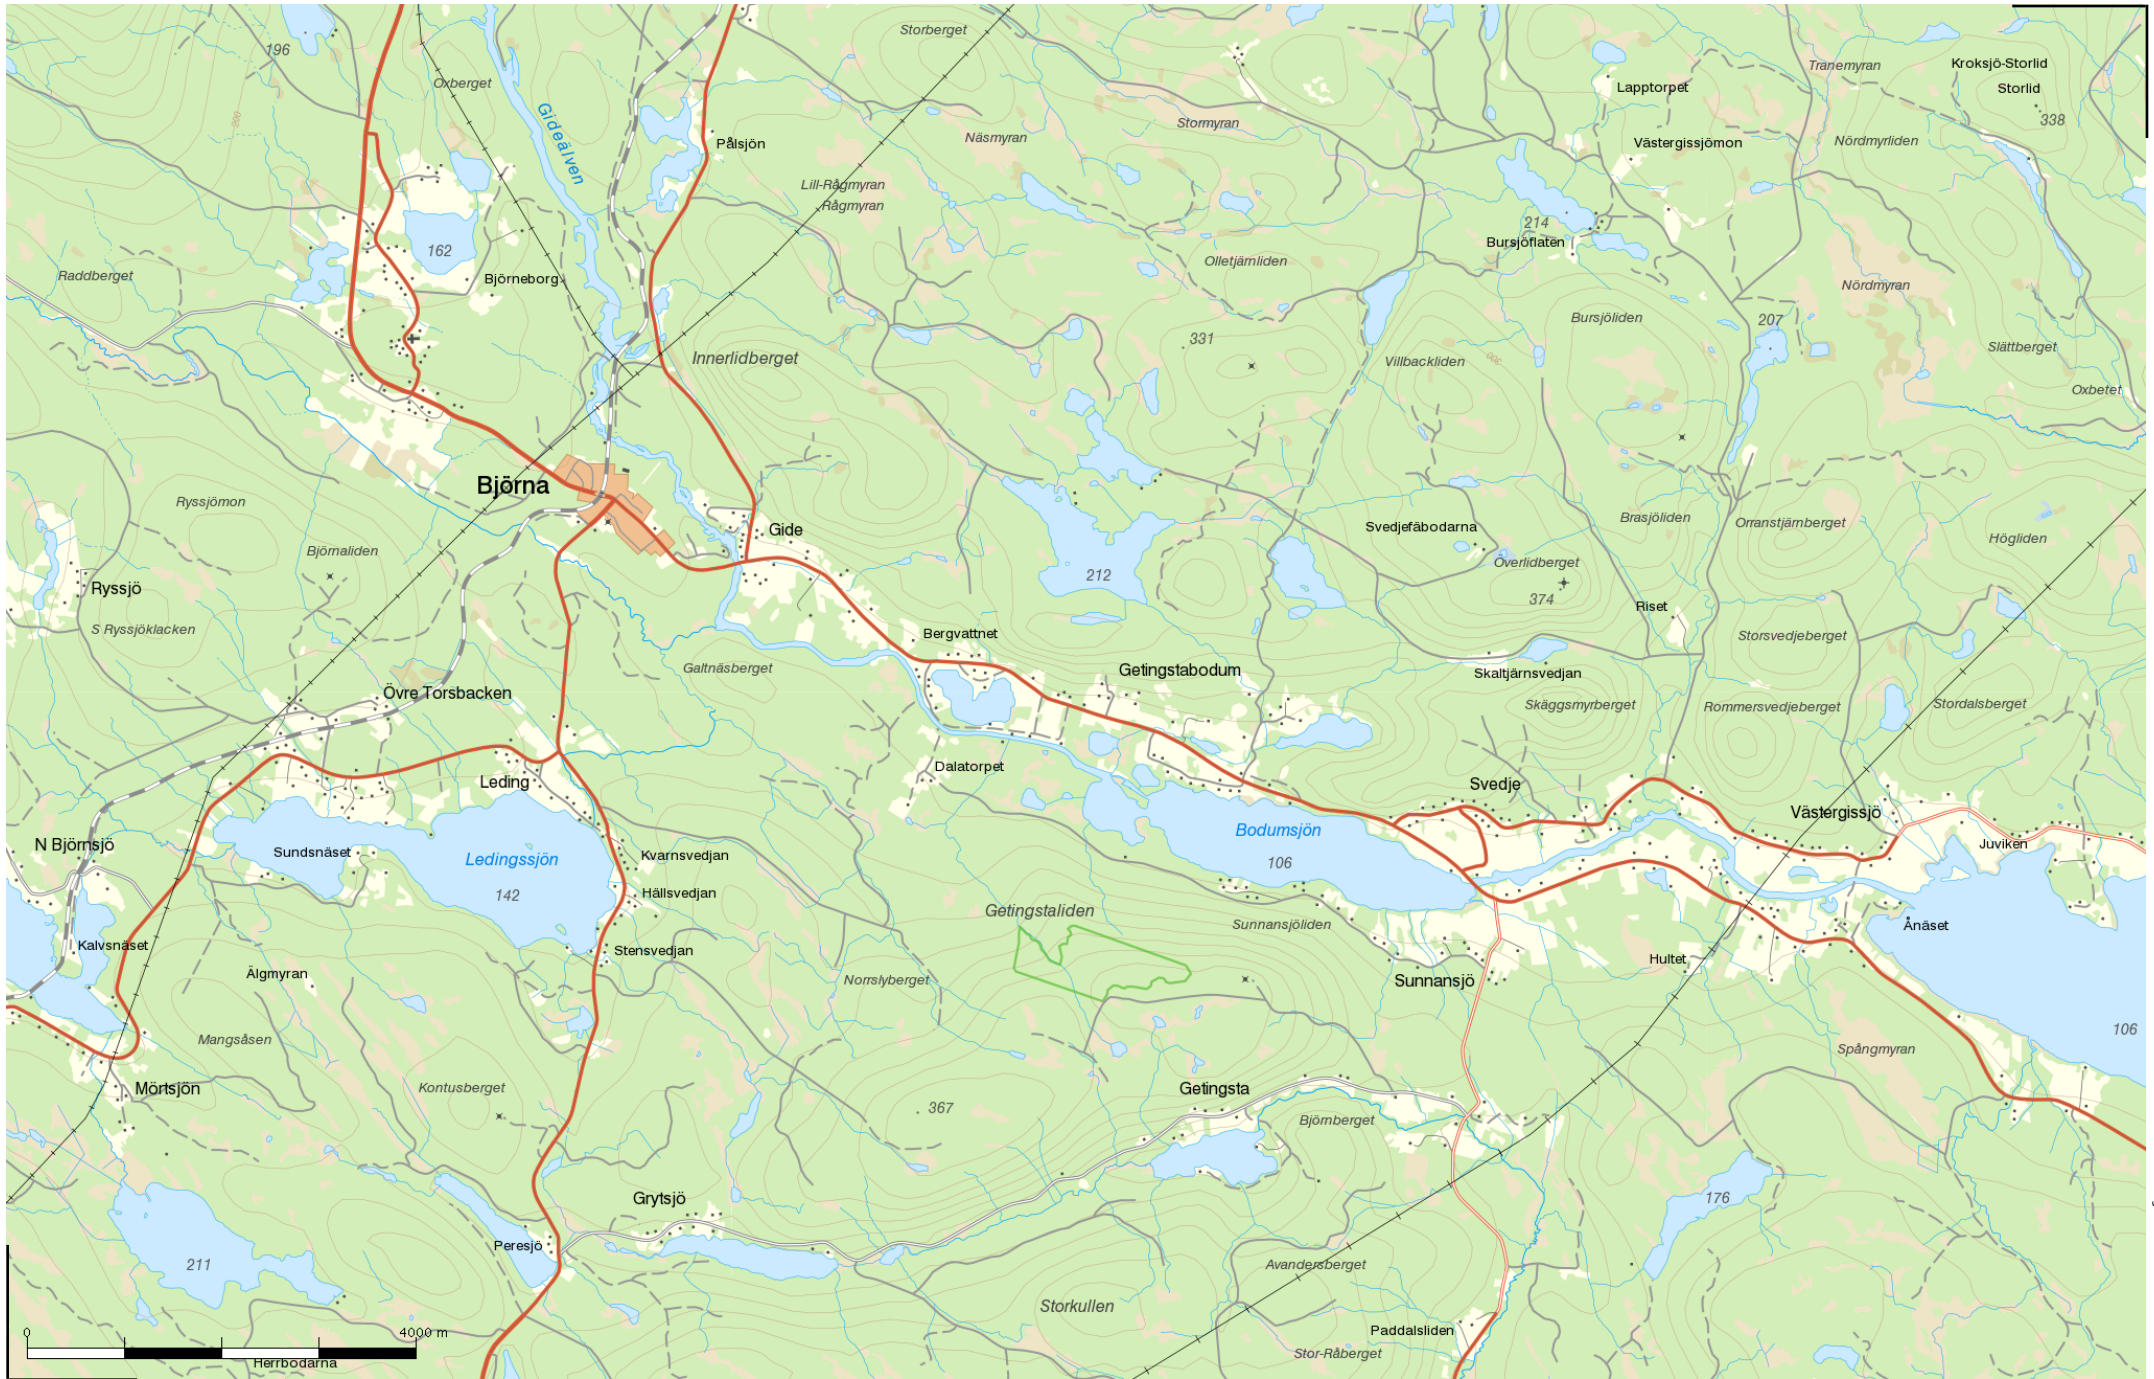 Storberget
196
Kroksjö-Storlid
Tranemyran
Oxberget
Lapptorpet
Storlid
Gideälven
338
200
Stormyran
Näsmyran
Nördmyrliden
Pålsjön
Västergissjömon
Lill-Rågmyran
Rågmyran
214
162
Bursjöflaten
Olletjärnliden
Raddberget
Björneborg
Nördmyran
Bursjöliden
207
331
Slättberget
Innerlidberget
Villbackliden
300
Oxbetet
Björna
Ryssjömon
Brasjöliden
Orranstjärnberget
Svedjefäbodarna
Gide
Högliden
Björnaliden
Överlidberget
212
Ryssjö
374
Riset
S Ryssjöklacken
Bergvattnet
Storsvedjeberget
Galtnäsberget
Getingstabodum
Skaltjärnsvedjan
Övre Torsbacken
Skäggsmyrberget
Rommersvedjeberget
Stordalsberget
Dalatorpet
Leding
Svedje
Västergissjö
Bodumsjön
N Björnsjö
Sundsnäset
Ledingssjön
Kvarnsvedjan
106
Juviken
142
Hällsvedjan
Getingstaliden
Sunnansjöliden
Ånäset
Kalvsnäset
Stensvedjan
Hultet
Älgmyran
Norrslyberget
Sunnansjö
106
Mangsåsen
Spångmyran
Mörtsjön
Kontusberget
Getingsta
367
Björnberget
Grytsjö
176
Peresjö
211
Avandersberget
Storkullen
0
4000 m
Paddalsliden
Stor-Råberget
Herrbodarna